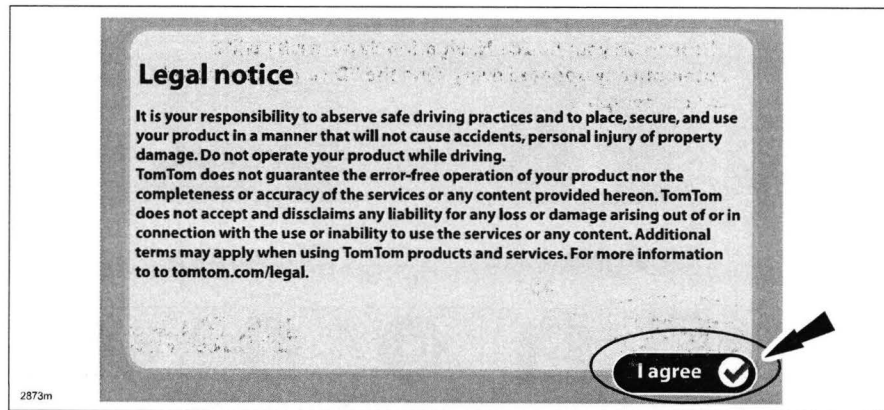 Legal notice
It is your responsibility to abserve safe driving practices and to place, secure, and use
your product in a manner that will not cause accidents, personal injury of property
damage. Do not operate your product while driving.
TomTom does not guarantee the error-free operation of your product nor the
completeness or accuracy of the services or any content provided hereon. TomTom
does not accept and dissclaims any liability for any loss or damage arising out of or in
connection with the use or inability to use the services or any content. Additional
terms may apply when using TomTom products and services. For more information
to to tomtom.com/legal.
I agree
2873m